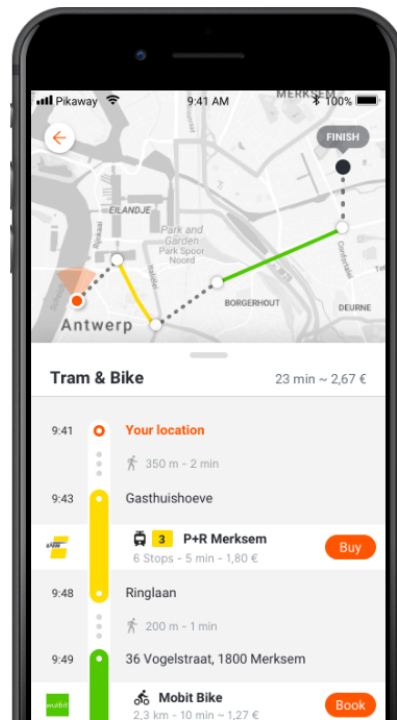 Pikaway 9:41 AM 100%
MERKSEM
FINISH
EILANDJE
Park and
Garden
Park Spoor
Noord
BORGERHOUT
DEURNE
Antwerp
Tram & Bike 23 min ~ 2,67 €
9:41 Your location
350 m - 2 min
9:43 Gasthuishoeve
3 P+R Merksem
6 Stops - 5 min - 1,80 €
Buy
9:48 Ringlaan
200 m - 1 min
9:49 36 Vogelstraat, 1800 Merksem
mobit
Mobit Bike
2,3 km - 10 min ~ 1,27 €
Book